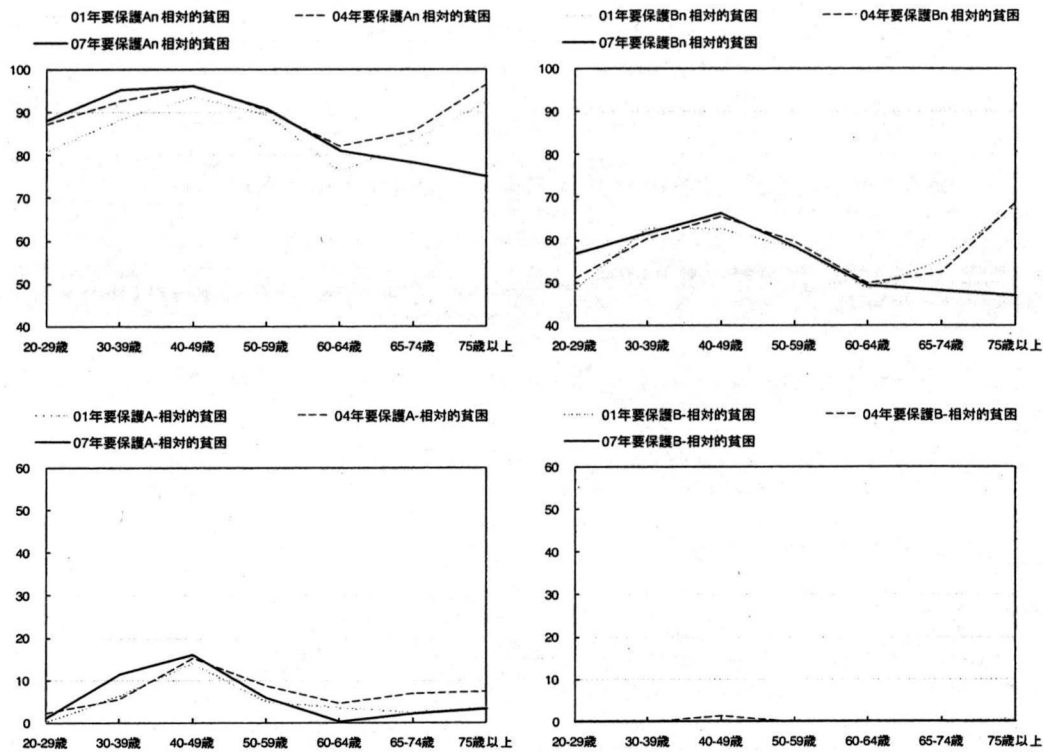 01年要保護An 相対的貧困
04年要保護An 相対的貧困
07年要保護An 相対的貧困
100
90
80
70
60
50
40
20-29歳 30-39歳 40-49歳 50-59歳 60-64歳 65-74歳 75歳以上
01年要保護Bn 相対的貧困
04年要保護Bn 相対的貧困
07年要保護Bn 相対的貧困
100
90
80
70
60
50
40
20-29歳 30-39歳 40-49歳 50-59歳 60-64歳 65-74歳 75歳以上
01年要保護A-相対的貧困
04年要保護A-相対的貧困
07年要保護A-相対的貧困
60
50
40
30
20
10
0
20-29歳 30-39歳 40-49歳 50-59歳 60-64歳 65-74歳 75歳以上
01年要保護B-相対的貧困
04年要保護B-相対的貧困
07年要保護B-相対的貧困
60
50
40
30
20
10
0
20-29歳 30-39歳 40-49歳 50-59歳 60-64歳 65-74歳 75歳以上